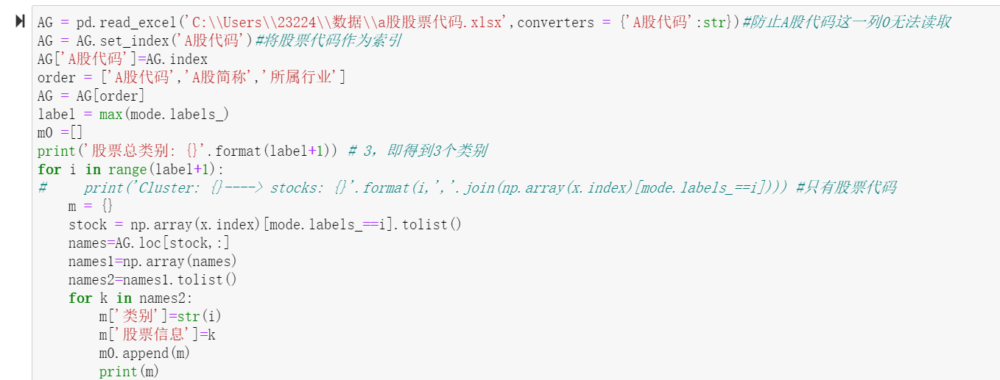 AG = pd.read_excel('C:\\Users\\23224\\数据\\a股股票代码.xlsx',converters = {'A股代码':str})#防止A股代码这一列0无法读取
AG = AG.set_index('A股代码')#将股票代码作为索引
AG['A股代码']=AG.index
order = ['A股代码','A股简称','所属行业']
AG = AG[order]
label = max(mode.labels_)
m0 =[]
print('股票总类别: {}'.format(label+1)) # 3, 即得到3个类别
for i in range(label+1):
#     print('Cluster: {}----> stocks: {}'.format(i,','.join(np.array(x.index)[mode.labels_==i]))) #只有股票代码
    m = {}
    stock = np.array(x.index)[mode.labels_==i].tolist()
    names=AG.loc[stock,:]
    names1=np.array(names)
    names2=names1.tolist()
    for k in names2:
        m['类别']=str(i)
        m['股票信息']=k
        m0.append(m)
        print(m)